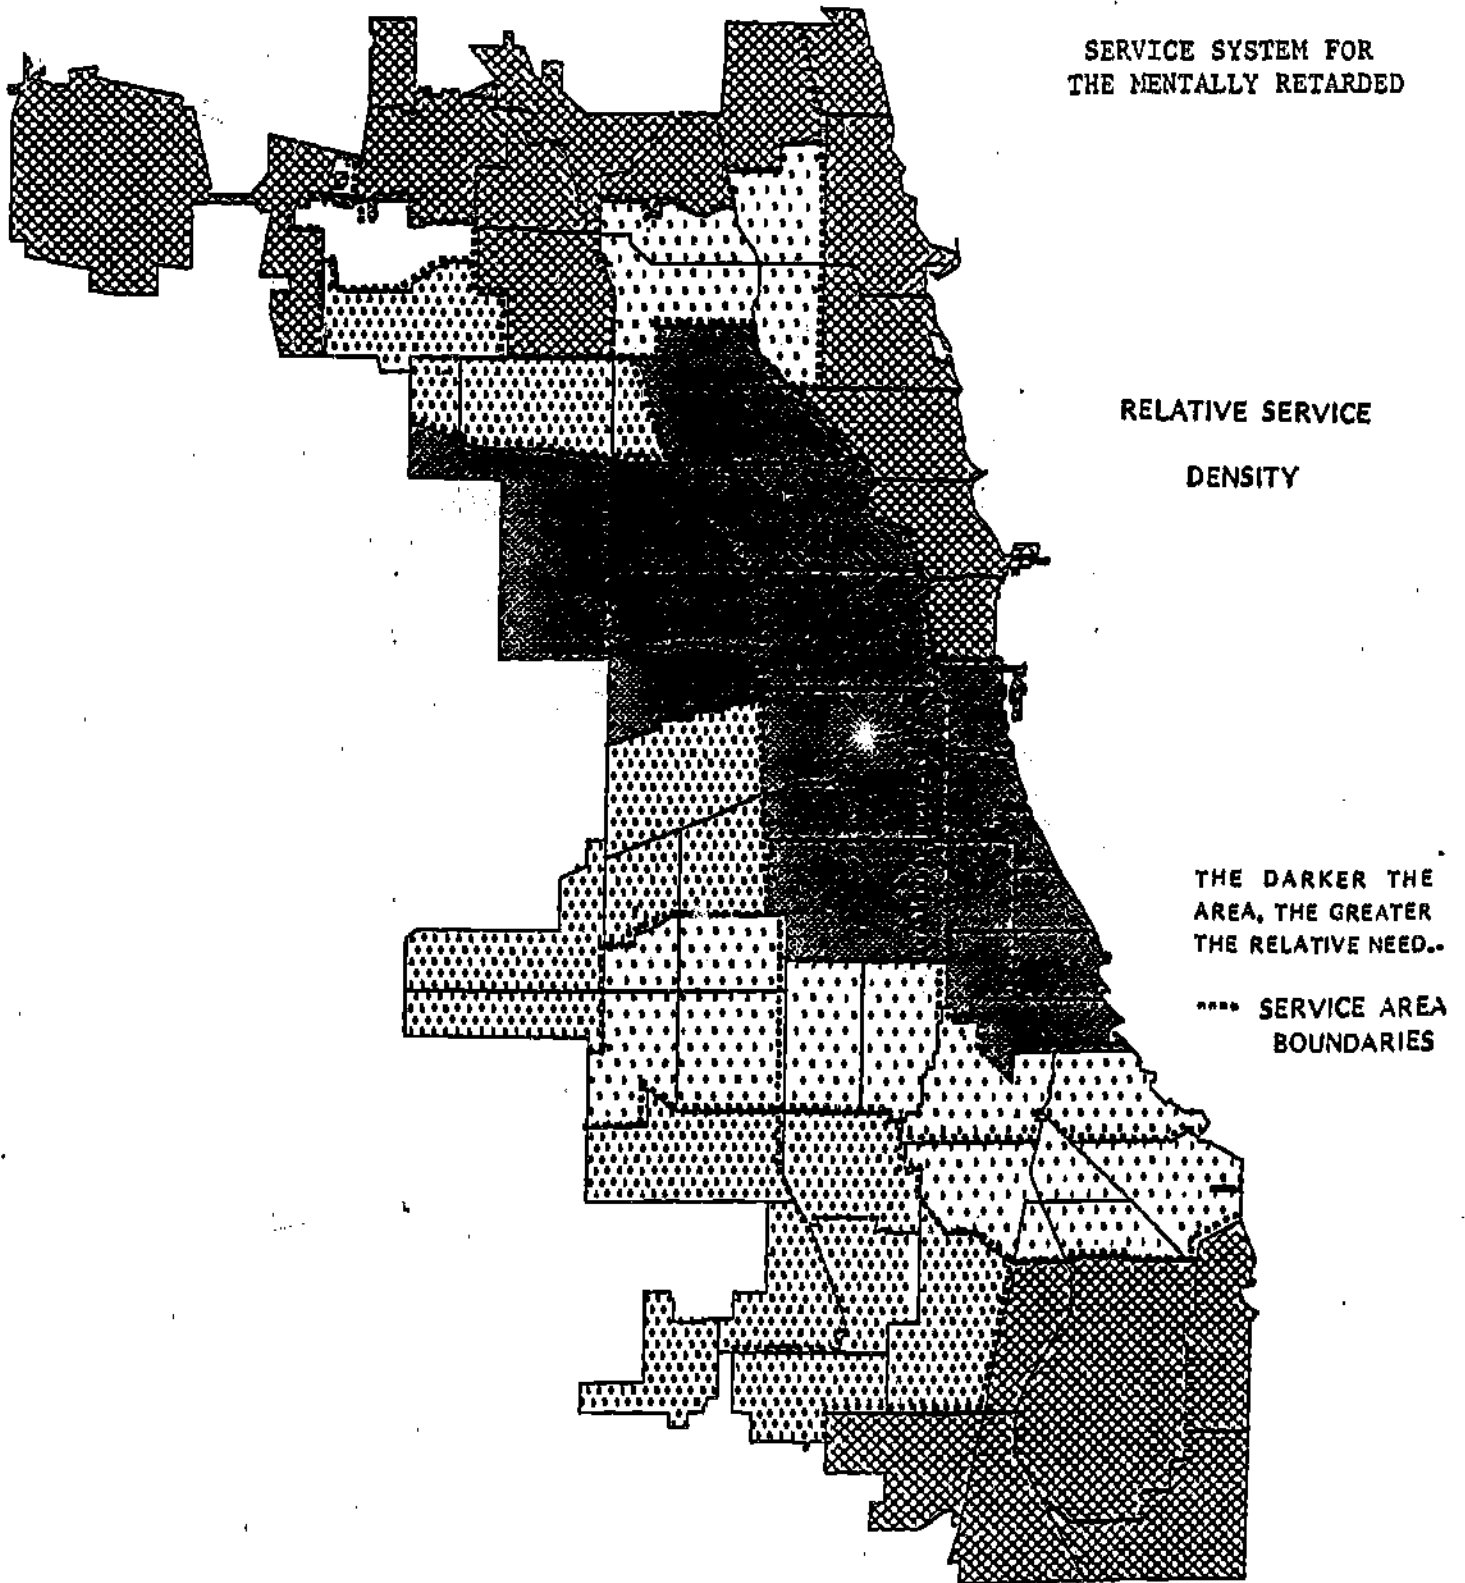 SERVICE SYSTEM FOR
THE MENTALLY RETARDED
RELATIVE SERVICE
DENSITY
THE DARKER THE
AREA, THE GREATER
THE RELATIVE NEED..
---- SERVICE AREA
BOUNDARIES